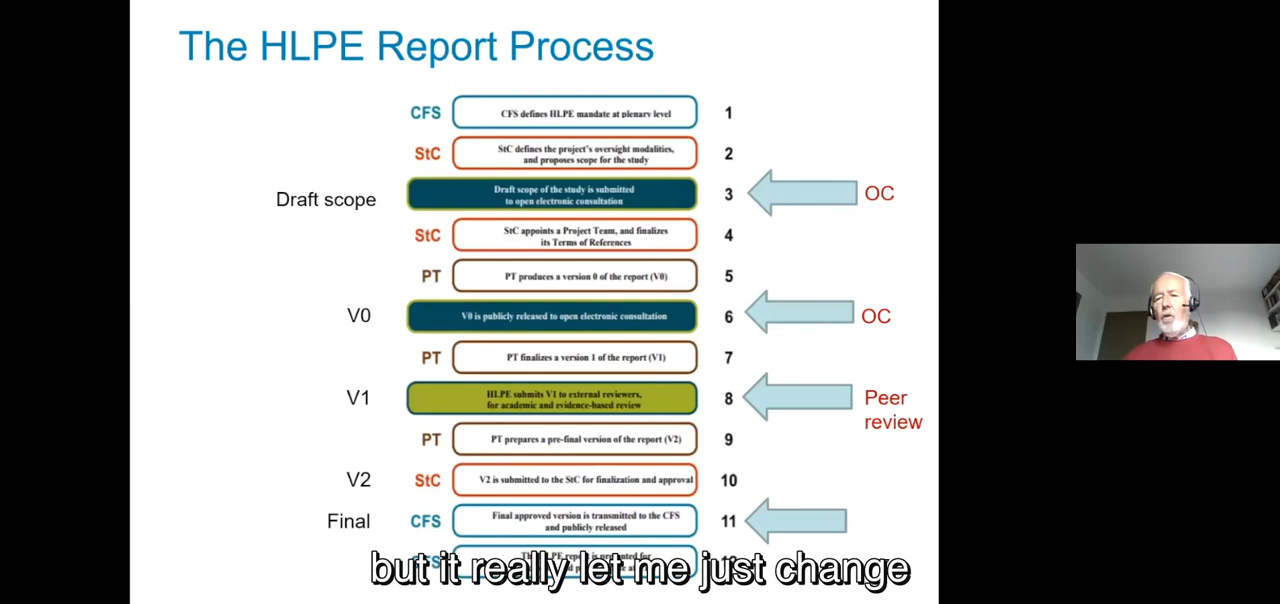 The HLPE Report Process
CFS
CFS defines HLPE mandate at plenary level
1
StC
StC defines the project's oversight modalities,
and proposes scope for the study
2
Draft scope
Draft scope of the study is submitted
to open electronic consultation
3
OC
StC
StC appoints a Project Team, and finalizes
its Terms of References
4
PT
PT produces a version 0 of the report (V0)
5
V0
V0 is publicly released to open electronic consultation
6
OC
PT
PT finalizes a version 1 of the report (V1)
7
V1
HLPE submits V1 to external reviewers,
for academic and evidence-based review
8
Peer
review
PT
PT prepares a pre-final version of the report (V2)
9
V2
StC
V2 is submitted to the StC for finalization and approval
10
Final
CFS
Final approved version is transmitted to the CFS
and publicly released
11
but it really let me just change